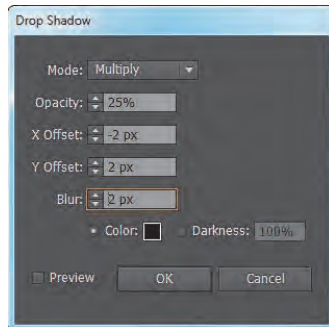 Drop Shadow
Mode: Multiply
Opacity: 25%
X Offset: -2 px
Y Offset: 2 px
Blur: 2 px
Color: Darkness: 100%
Preview OK Cancel